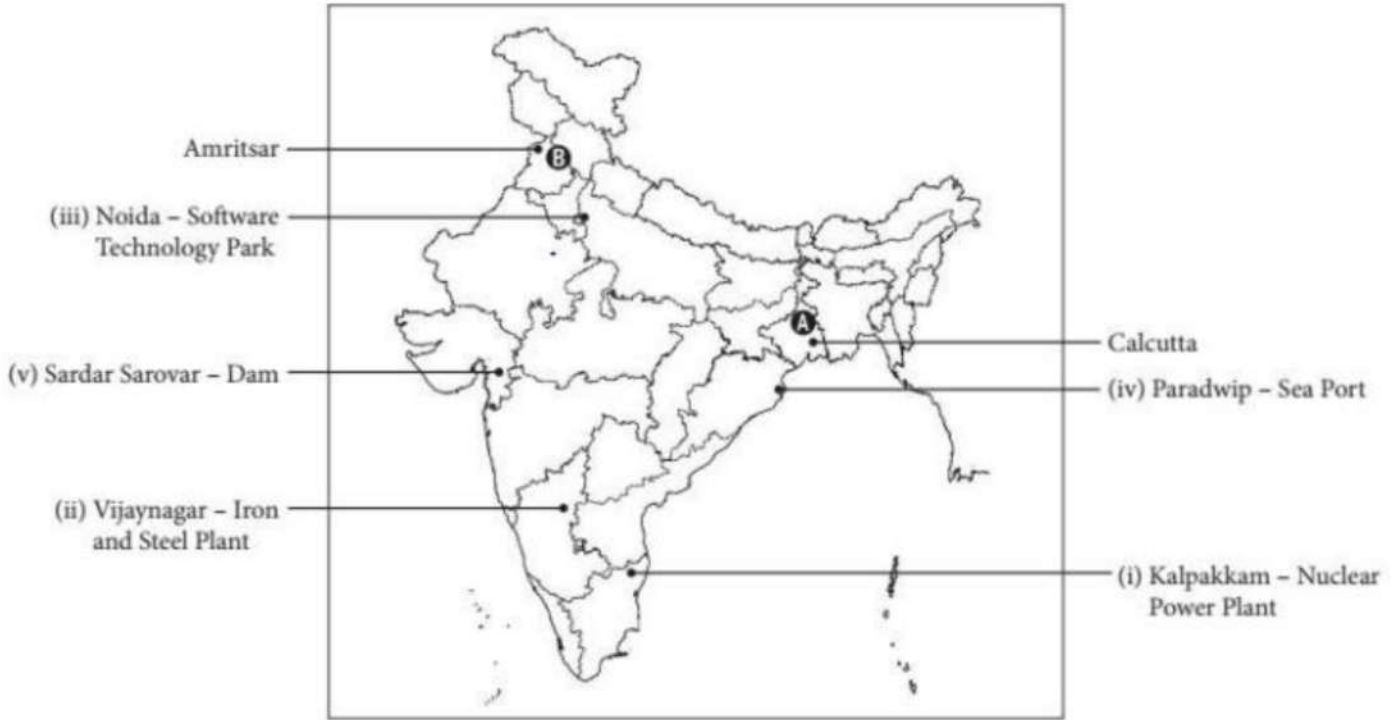 Amritsar
B
(iii) Noida – Software
Technology Park
A
Calcutta
(v) Sardar Sarovar – Dam
(iv) Paradwip – Sea Port
(ii) Vijaynagar – Iron
and Steel Plant
(i) Kalpakkam – Nuclear
Power Plant